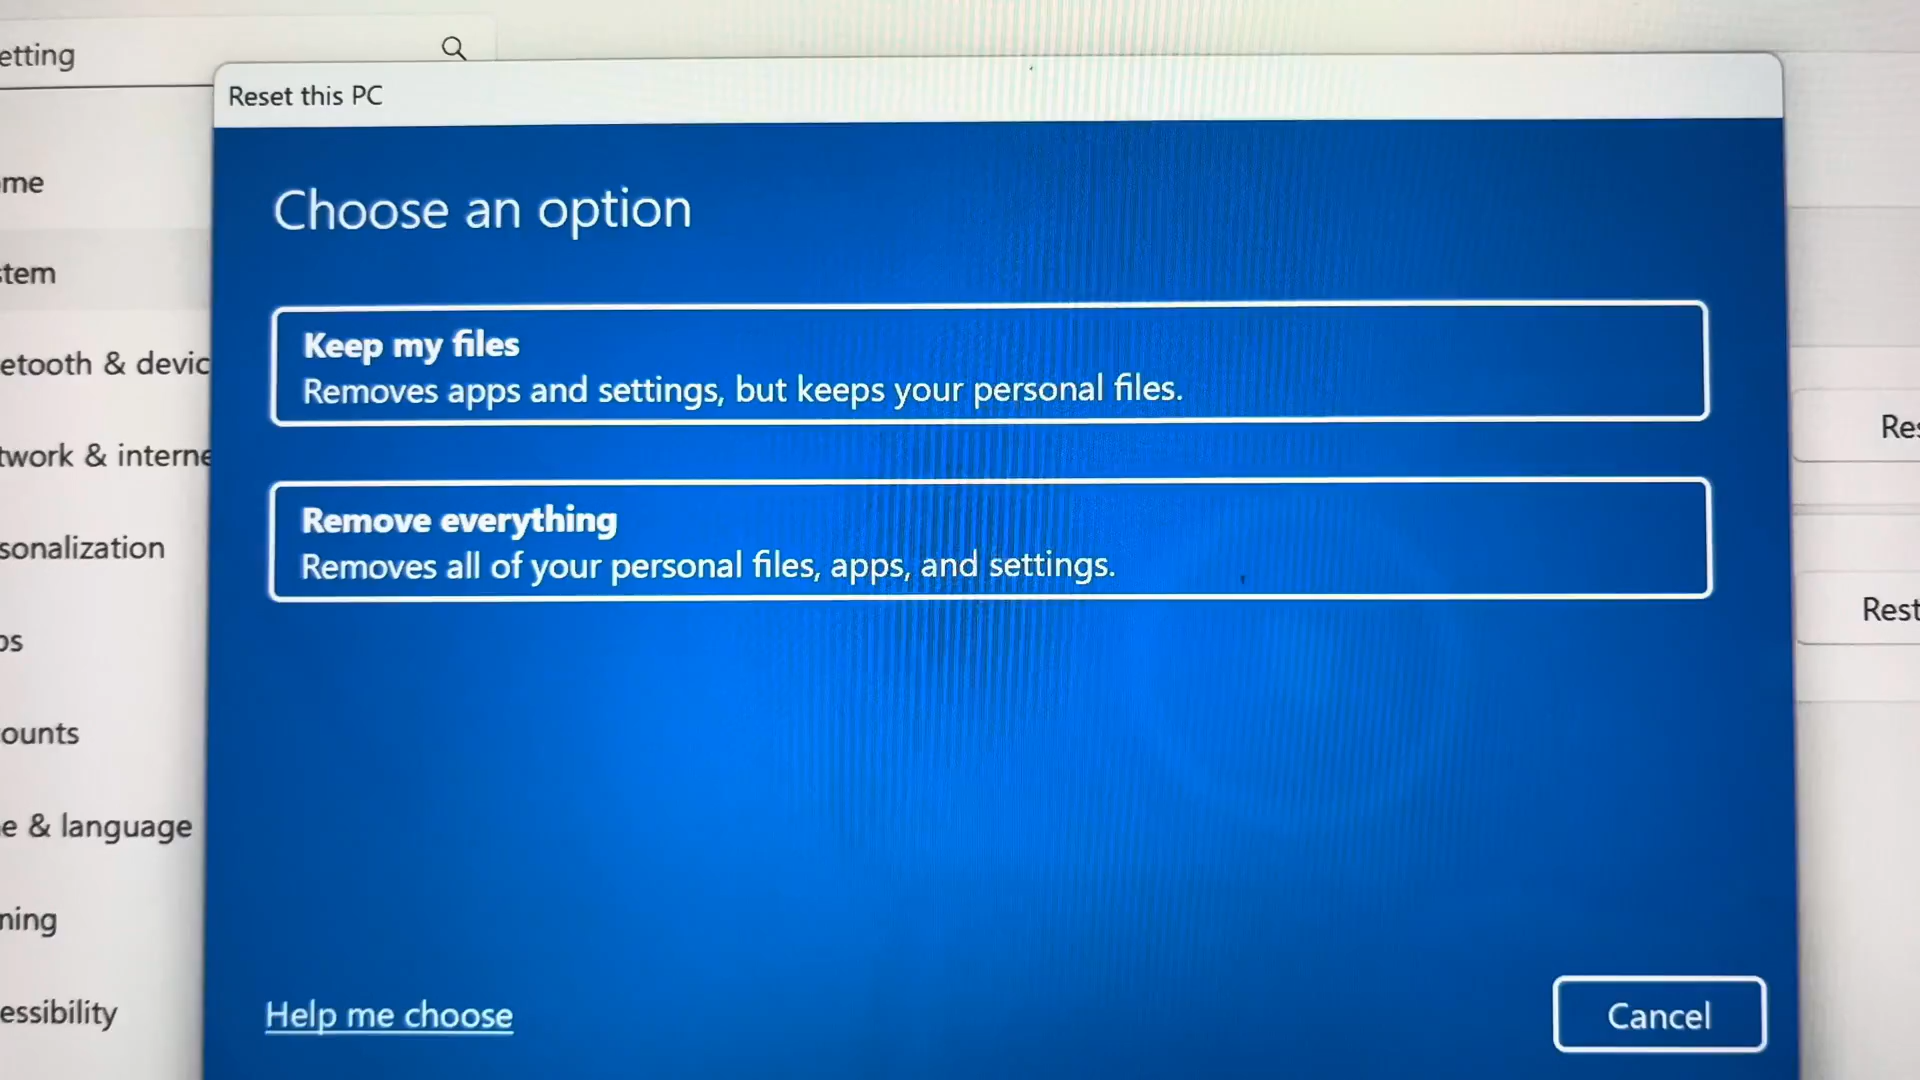 etting
Reset this PC
Choose an option
Keep my files
Removes apps and settings, but keeps your personal files.
Remove everything
Removes all of your personal files, apps, and settings.
Help me choose
Cancel
me
stem
etooth & devic
twork & interne
sonalization
ps
ounts
e & language
ning
essibility
Res
Rest